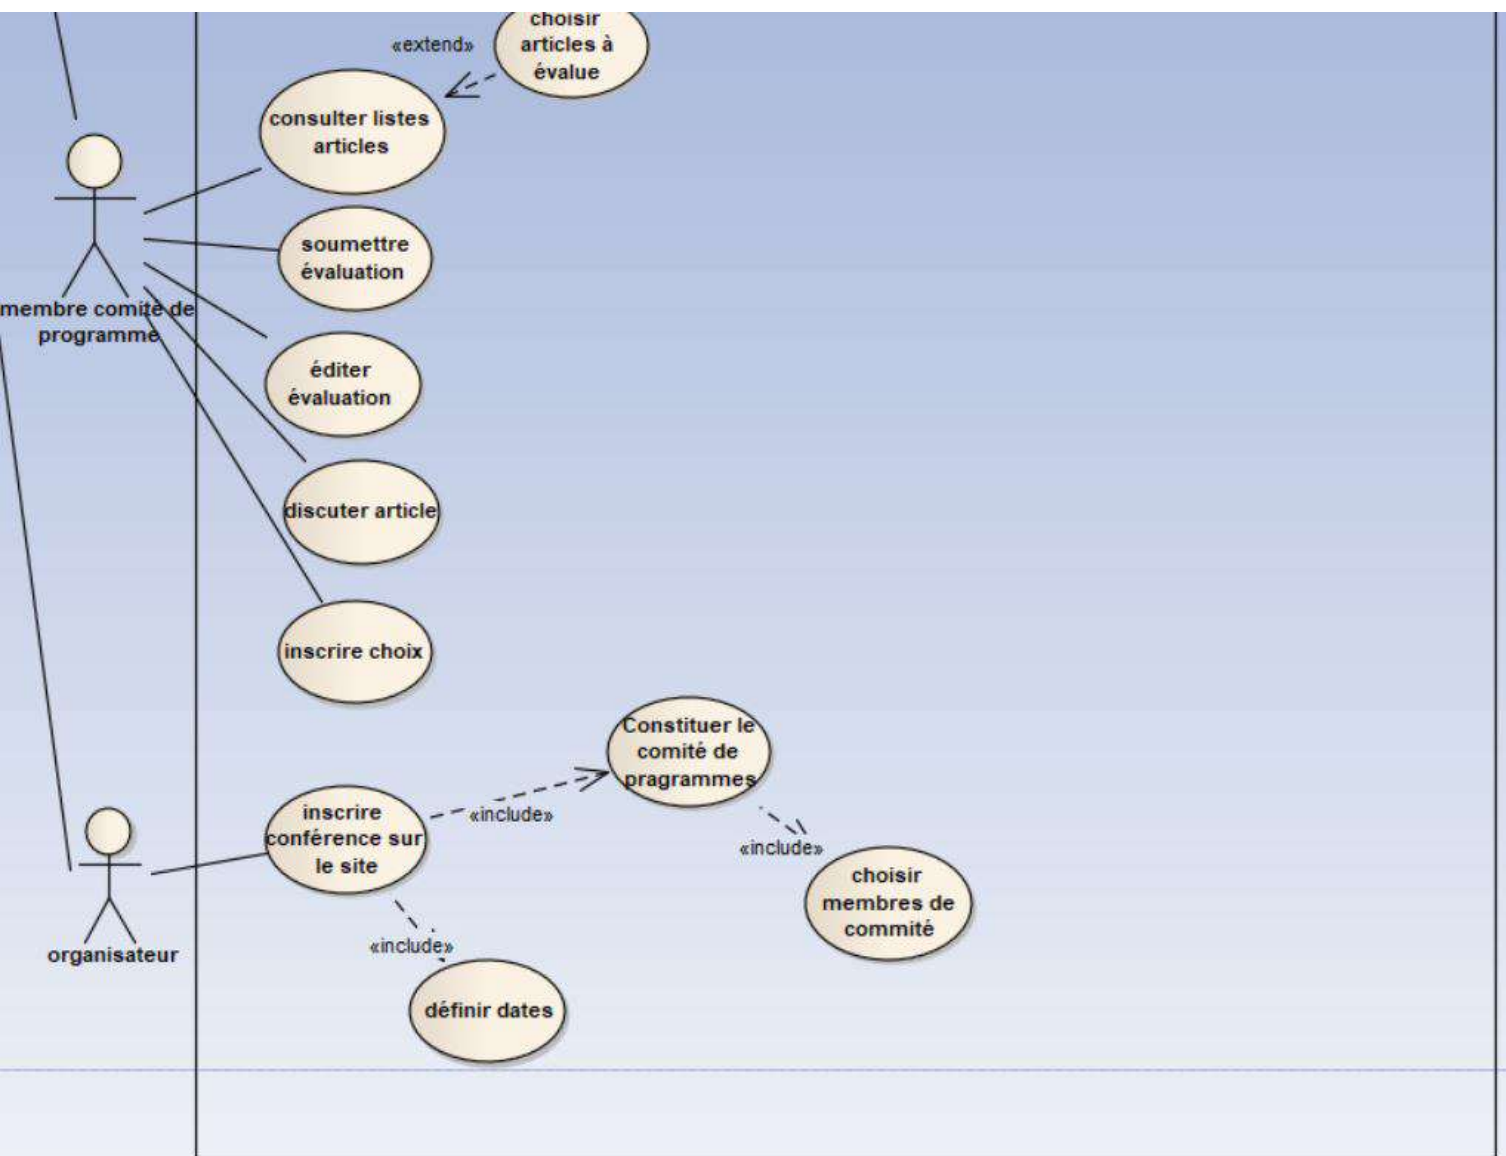 choisir
articles à
évalue
«extend»
consulter listes
articles
soumettre
évaluation
membre comité de
programme
éditer
évaluation
discuter article
inscrire choix
Constituer le
comité de
pragrammes
inscrire
conférence sur
le site
«include»
«include»
choisir
membres de
commité
«include»
organisateur
définir dates